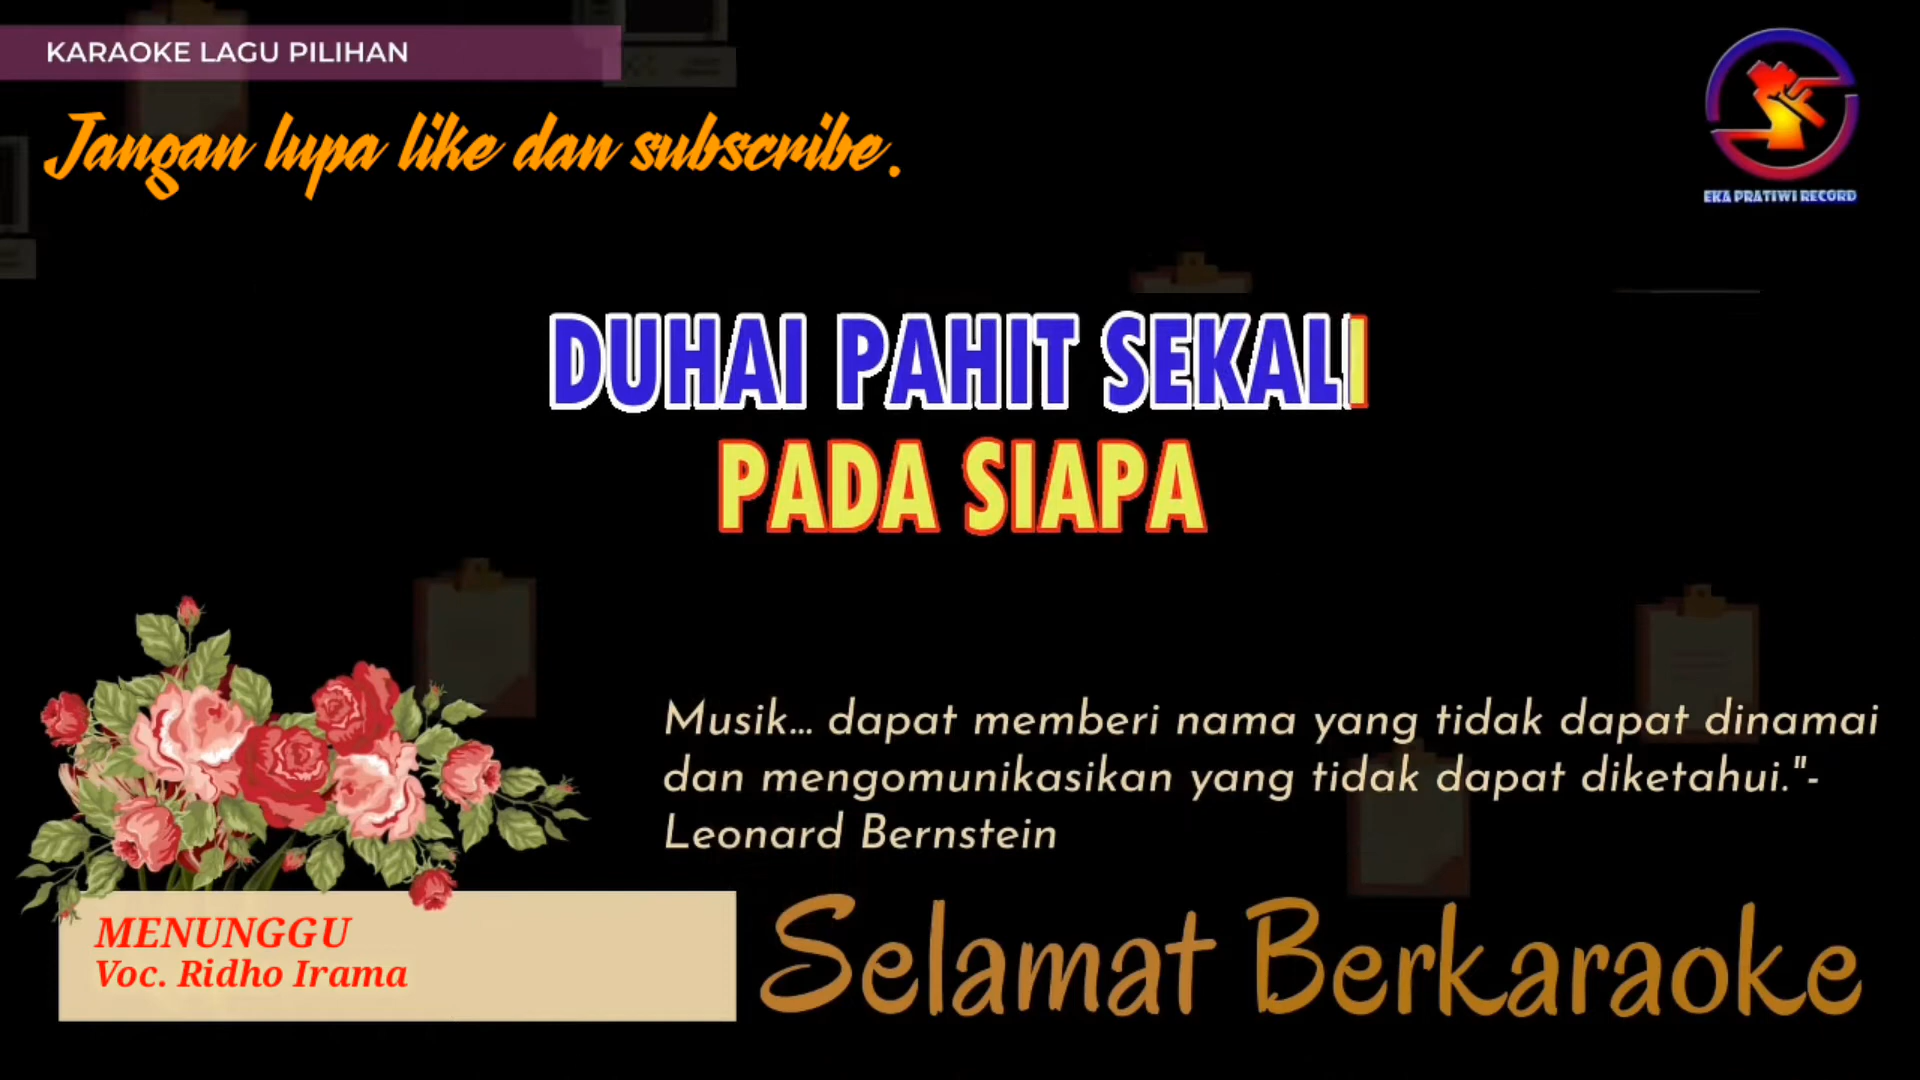 KARAOKE LAGU PILIHAN
Jangan lupa like dan subscribe.
EKA PRATIWI RECORD
DUHAI PAHIT SEKALI
PADA SIAPA
Musik... dapat memberi nama yang tidak dapat dinamai
dan mengomunikasikan yang tidak dapat diketahui."-
Leonard Bernstein
MENUNGGU
Voc. Ridho Irama
Selamat Berkaraoke